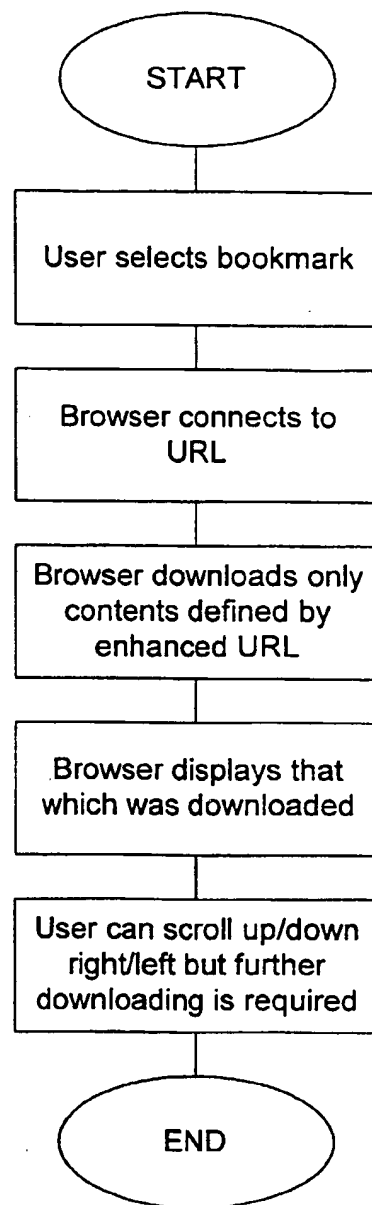 START
User selects bookmark
Browser connects to
URL
Browser downloads only
contents defined by
enhanced URL
Browser displays that
which was downloaded
User can scroll up/down
right/left but further
downloading is required
END